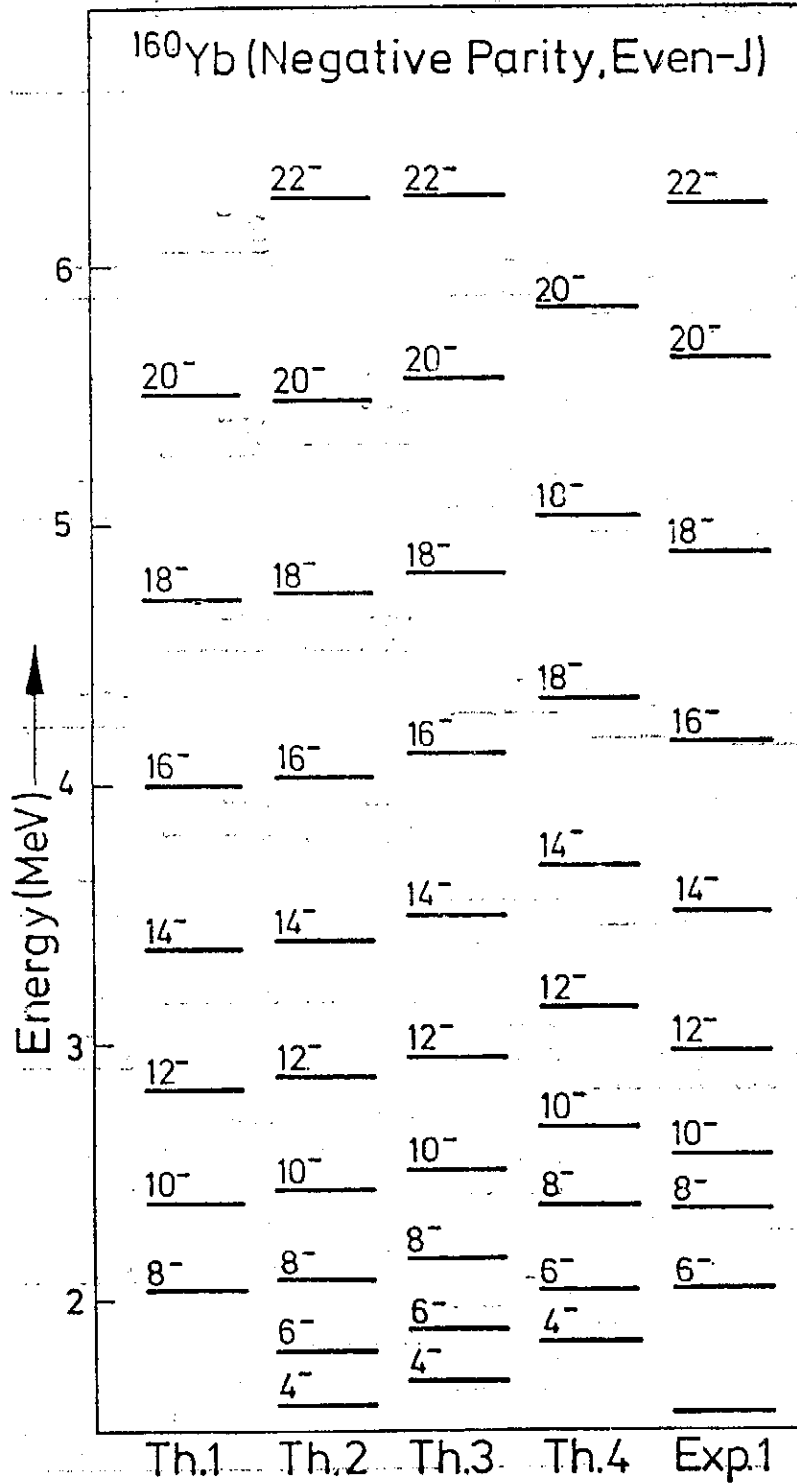 ¹⁶⁰Yb (Negative Parity, Even-J)
22⁻ 22⁻ 22⁻
6
20⁻
20⁻ 20⁻ 20⁻ 20⁻
5
10⁻
18⁻ 18⁻ 18⁻ 18⁻
18⁻
4
16⁻ 16⁻ 16⁻ 16⁻
14⁻
14⁻ 14⁻ 14⁻ 14⁻
3
12⁻
12⁻ 12⁻ 12⁻ 12⁻
10⁻
10⁻ 10⁻ 10⁻ 10⁻
8⁻ 8⁻
8⁻ 8⁻ 8⁻
2
6⁻ 6⁻
6⁻ 6⁻
4⁻
4⁻ 4⁻
Energy (MeV)
Th.1 Th.2 Th.3 Th.4 Exp.1